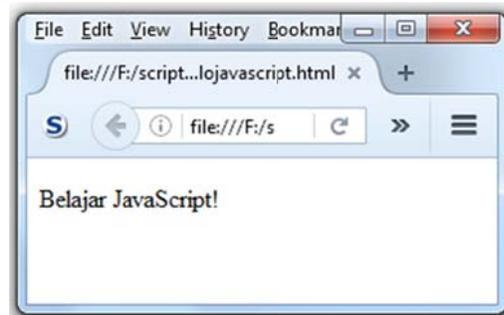 File Edit View History Bookmar
file:///F:/script...lojavascript.html × +
S file:///F:/s »
Belajar JavaScript!